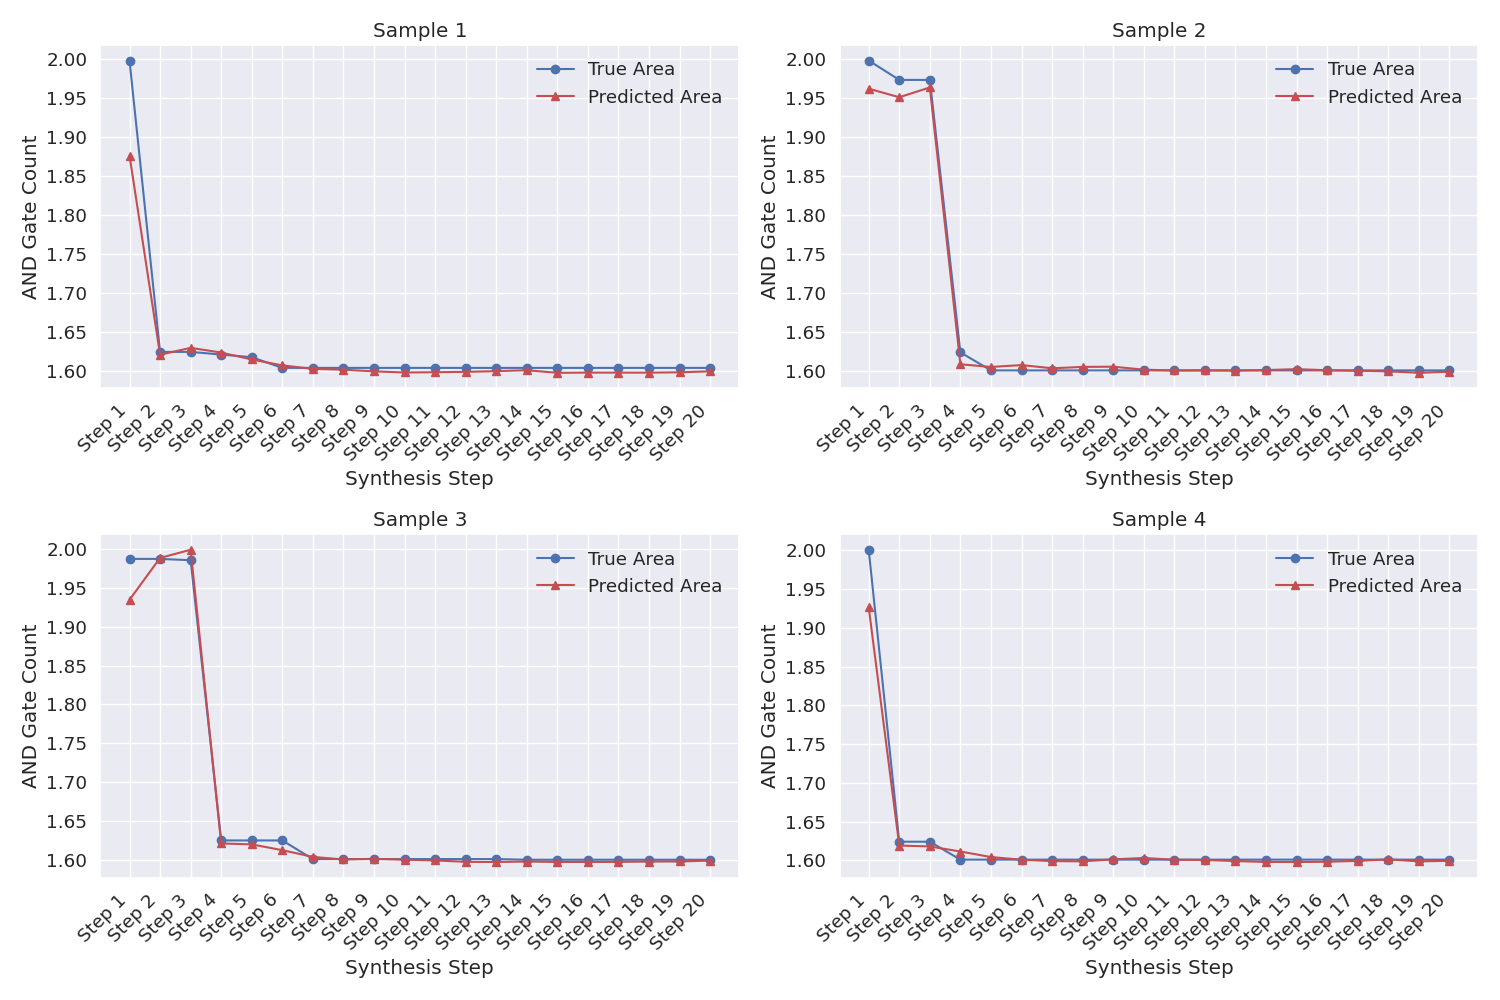 Sample 1
2.00
1.95
1.90
1.85
1.80
1.75
1.70
1.65
1.60
AND Gate Count
True Area
Predicted Area
Step 1
Step 2
Step 3
Step 4
Step 5
Step 6
Step 7
Step 8
Step 9
Step 10
Step 11
Step 12
Step 13
Step 14
Step 15
Step 16
Step 17
Step 18
Step 19
Step 20
Synthesis Step
Sample 2
2.00
1.95
1.90
1.85
1.80
1.75
1.70
1.65
1.60
AND Gate Count
True Area
Predicted Area
Step 1
Step 2
Step 3
Step 4
Step 5
Step 6
Step 7
Step 8
Step 9
Step 10
Step 11
Step 12
Step 13
Step 14
Step 15
Step 16
Step 17
Step 18
Step 19
Step 20
Synthesis Step
Sample 3
2.00
1.95
1.90
1.85
1.80
1.75
1.70
1.65
1.60
AND Gate Count
True Area
Predicted Area
Step 1
Step 2
Step 3
Step 4
Step 5
Step 6
Step 7
Step 8
Step 9
Step 10
Step 11
Step 12
Step 13
Step 14
Step 15
Step 16
Step 17
Step 18
Step 19
Step 20
Synthesis Step
Sample 4
2.00
1.95
1.90
1.85
1.80
1.75
1.70
1.65
1.60
AND Gate Count
True Area
Predicted Area
Step 1
Step 2
Step 3
Step 4
Step 5
Step 6
Step 7
Step 8
Step 9
Step 10
Step 11
Step 12
Step 13
Step 14
Step 15
Step 16
Step 17
Step 18
Step 19
Step 20
Synthesis Step